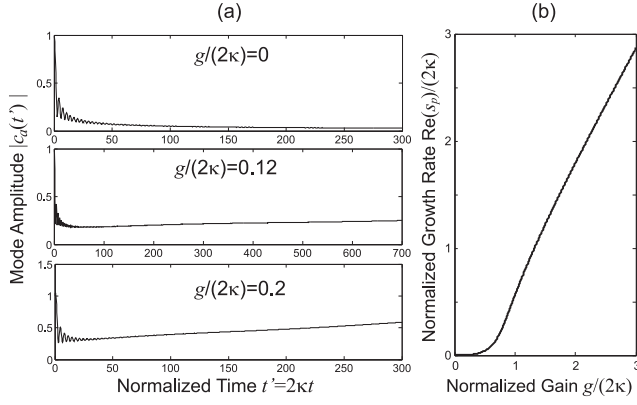 (a)
(b)
Mode Amplitude |c_a(t')|
1
0.5
0
g/(2κ)=0
0 50 100 150 200 250 300
1
0.5
0
g/(2κ)=0.12
0 100 200 300 400 500 600 700
1.5
1
0.5
0
g/(2κ)=0.2
0 50 100 150 200 250 300
Normalized Time t'=2κt
Normalized Growth Rate Re(s_p)/(2κ)
3
2
1
0
0 1 2 3
Normalized Gain g/(2κ)